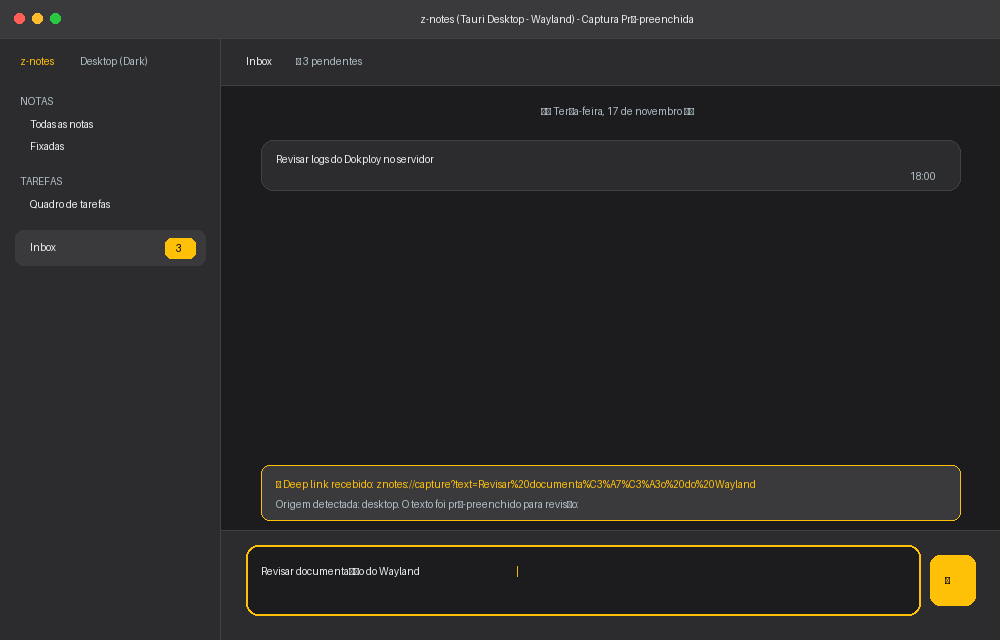 z-notes (Tauri Desktop - Wayland) - Captura Pr□-preenchida
z-notes Desktop (Dark)
NOTAS
Todas as notas
Fixadas
TAREFAS
Quadro de tarefas
Inbox 3
Inbox □ 3 pendentes
□□ Ter□a-feira, 17 de novembro □□
Revisar logs do Dokploy no servidor
18:00
□ Deep link recebido: znotes://capture?text=Revisar%20documenta%C3%A7%C3%A3o%20do%20Wayland
Origem detectada: desktop. O texto foi pr□-preenchido para revis□o:
Revisar documenta□□o do Wayland
□